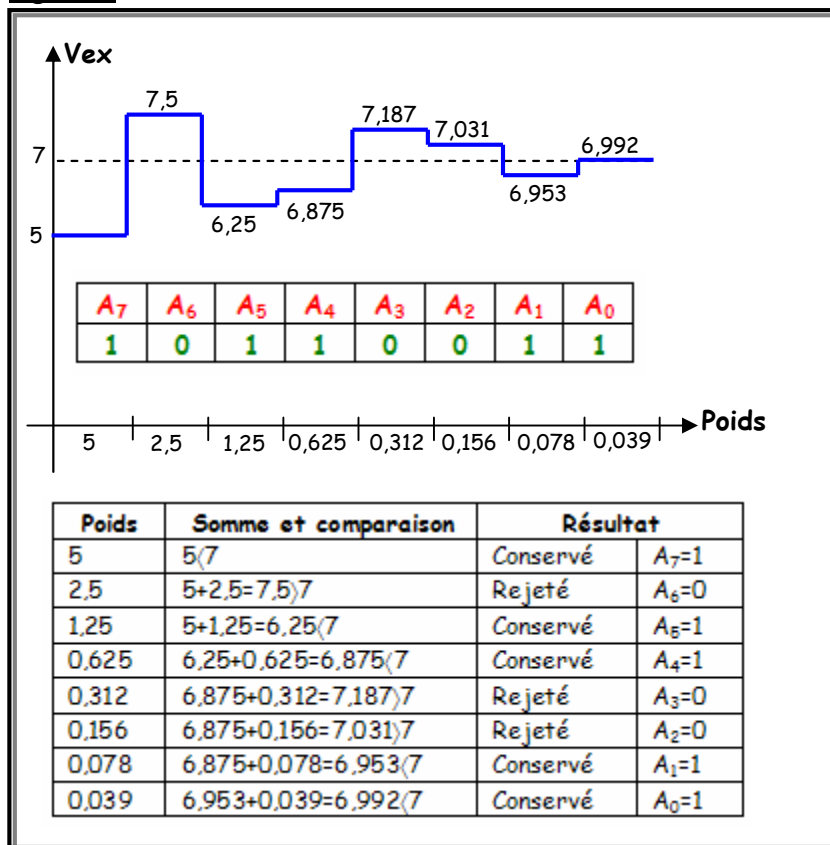 Vex
7,5
7,187
7,031
6,992
7
6,953
6,875
6,25
5
A₇ A₆ A₅ A₄ A₃ A₂ A₁ A₀
1 0 1 1 0 0 1 1
Poids
5 2,5 1,25 0,625 0,312 0,156 0,078 0,039
Poids Somme et comparaison Résultat
5 5⟨7 Conservé A₇=1
2,5 5+2,5=7,5⟩7 Rejeté A₆=0
1,25 5+1,25=6,25⟨7 Conservé A₅=1
0,625 6,25+0,625=6,875⟨7 Conservé A₄=1
0,312 6,875+0,312=7,187⟩7 Rejeté A₃=0
0,156 6,875+0,156=7,031⟩7 Rejeté A₂=0
0,078 6,875+0,078=6,953⟨7 Conservé A₁=1
0,039 6,953+0,039=6,992⟨7 Conservé A₀=1